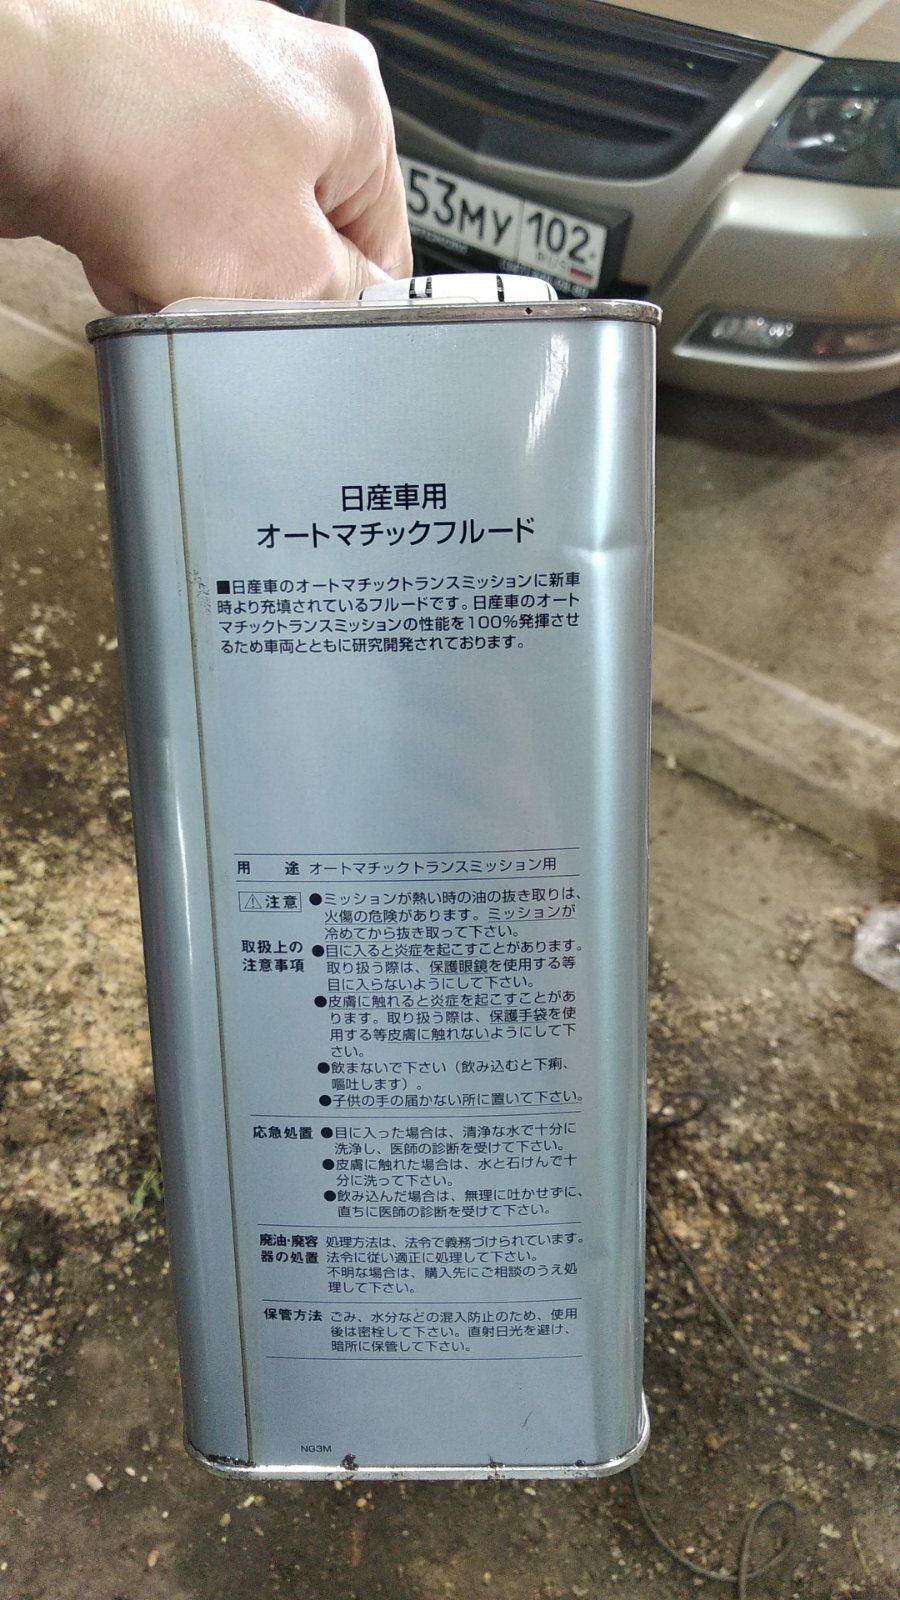 53МУ 102
RUS
日産車用
オートマチックフルード
■日産車のオートマチックトランスミッションに新車
時より充填されているフルードです。日産車のオート
マチックトランスミッションの性能を100%発揮させ
るため車両とともに研究開発されております。
用 途 オートマチックトランスミッション用
⚠注意 ●ミッションが熱い時の油の抜き取りは、
火傷の危険があります。ミッションが
冷めてから抜き取って下さい。
取扱上の
注意事項
●目に入ると炎症を起こすことがあります。
取り扱う際は、保護眼鏡を使用する等
目に入らないようにして下さい。
●皮膚に触れると炎症を起こすことがあ
ります。取り扱う際は、保護手袋を使
用する等皮膚に触れないようにして下
さい。
●飲まないで下さい（飲み込むと下痢、
嘔吐します）。
●子供の手の届かない所に置いて下さい。
応急処置 ●目に入った場合は、清浄な水で十分に
洗浄し、医師の診断を受けて下さい。
●皮膚に触れた場合は、水と石けんで十
分に洗って下さい。
●飲み込んだ場合は、無理に吐かせずに、
直ちに医師の診断を受けて下さい。
廃油・廃容 処理方法は、法令で義務づけられています。
器の処置 法令に従い適正に処理して下さい。
不明な場合は、購入先にご相談のうえ処
理して下さい。
保管方法 ごみ、水分などの混入防止のため、使用
後は密栓して下さい。直射日光を避け、
暗所に保管して下さい。
NG3M